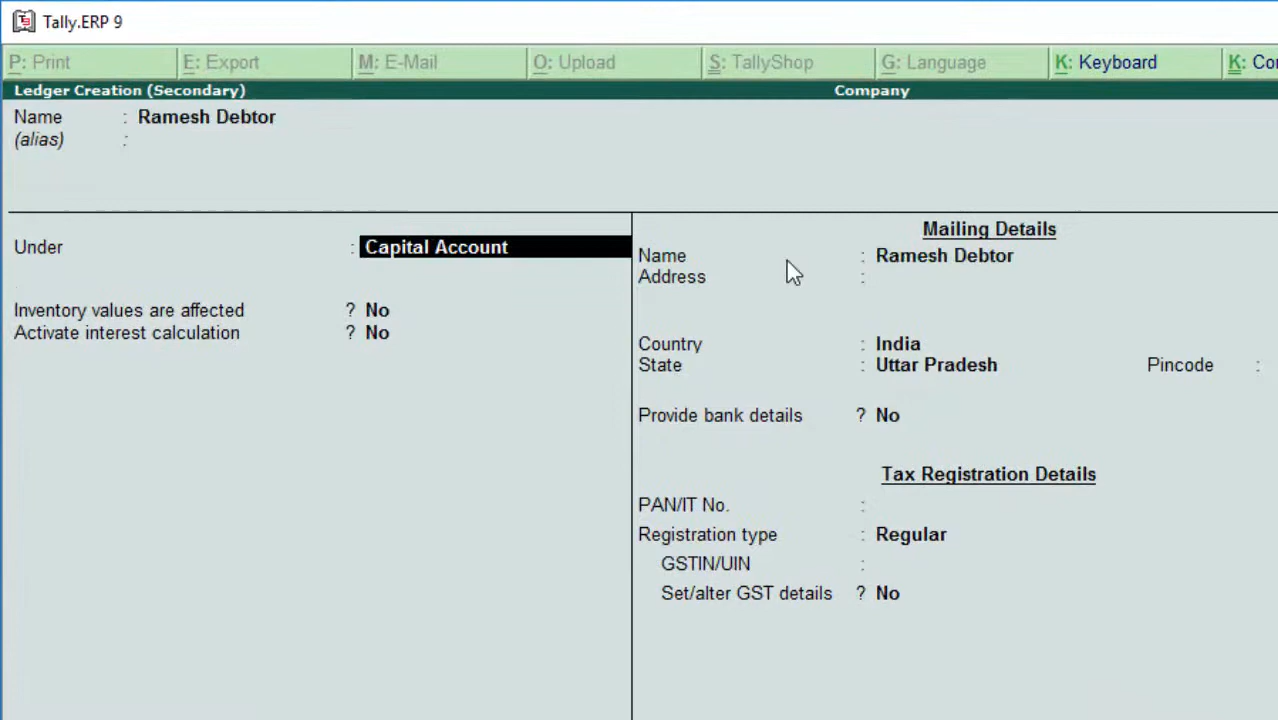 Tally.ERP 9
P: Print E: Export M: E-Mail O: Upload S: TallyShop G: Language K: Keyboard K: Co
Ledger Creation (Secondary) Company
Name : Ramesh Debtor
(alias) :
Under : Capital Account
Inventory values are affected ? No
Activate interest calculation ? No
Mailing Details
Name : Ramesh Debtor
Address :
Country : India
State : Uttar Pradesh Pincode :
Provide bank details ? No
Tax Registration Details
PAN/IT No. :
Registration type : Regular
GSTIN/UIN :
Set/alter GST details ? No